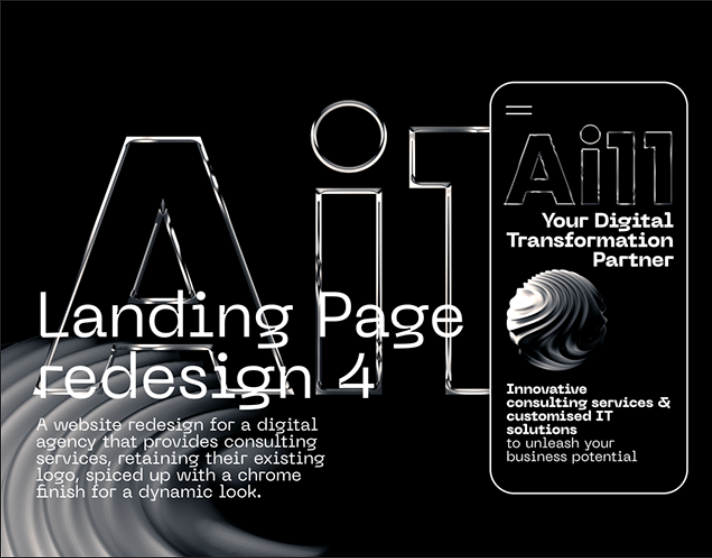 Ai1
Landing Page
redesign 4
A website redesign for a digital
agency that provides consulting
services, retaining their existing
logo, spiced up with a chrome
finish for a dynamic look.
Ai11
Your Digital
Transformation
Partner
Innovative
consulting services &
customised IT
solutions
to unleash your
business potential